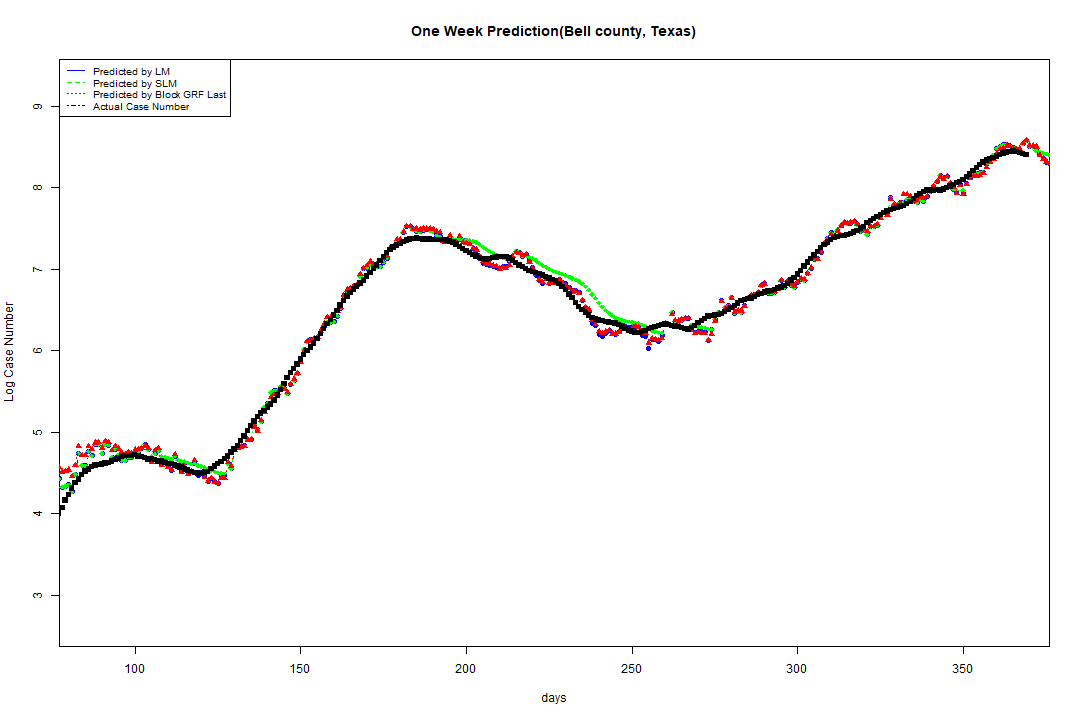 One Week Prediction(Bell county, Texas)
Predicted by LM
Predicted by SLM
Predicted by Block GRF Last
Actual Case Number
9
8
7
6
5
4
3
Log Case Number
100 150 200 250 300 350
days